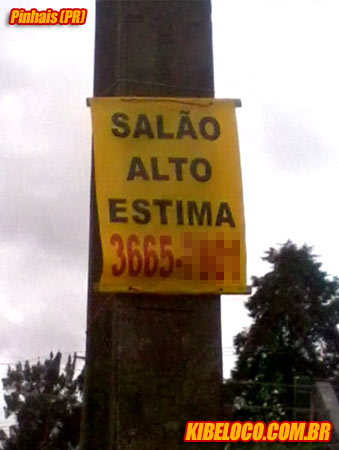 Pinhais (PR)
SALÃO
ALTO
ESTIMA
3665-
KIBELOCO.COM.BR